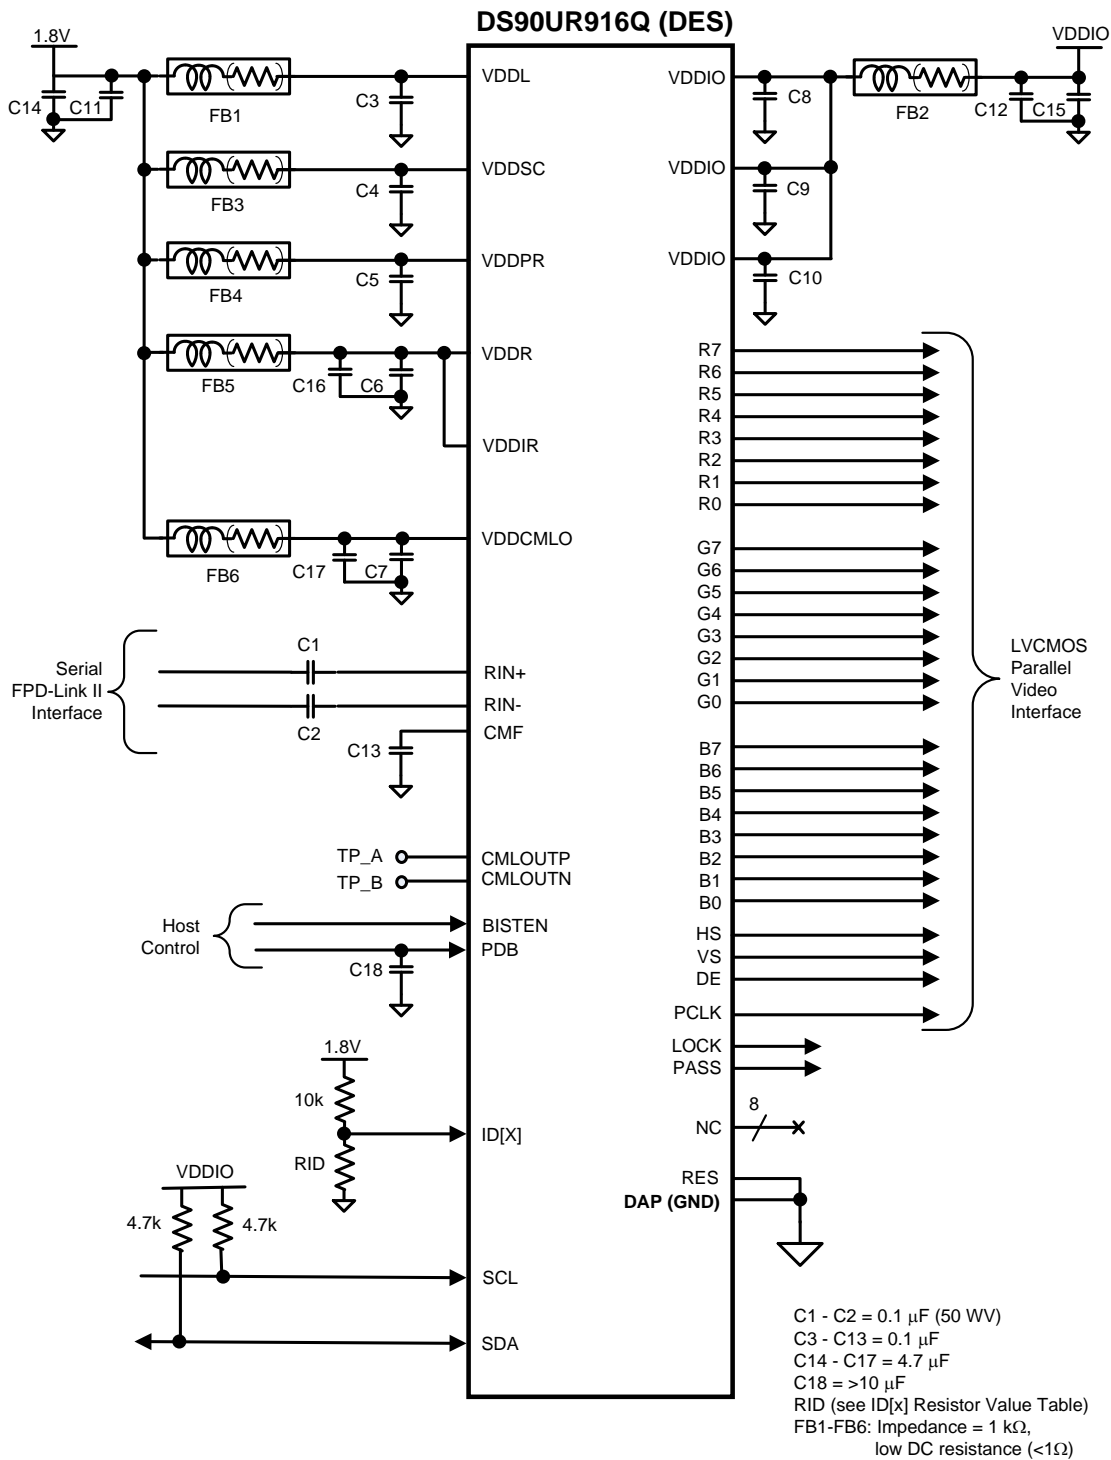 DS90UR916Q (DES)
1.8V
C14
C11
FB1
C3
VDDL
FB3
C4
VDDSC
FB4
C5
VDDPR
FB5
C16
C6
VDDR
VDDIR
FB6
C17
C7
VDDCMLO
Serial
FPD-Link II
Interface
C1
RIN+
C2
RIN-
C13
CMF
TP_A
CMLOUTP
TP_B
CMLOUTN
Host
Control
BISTEN
C18
PDB
1.8V
10k
RID
ID[X]
VDDIO
4.7k
4.7k
SCL
SDA
VDDIO
VDDIO
C8
FB2
C12
C15
VDDIO
C9
VDDIO
C10
R7
R6
R5
R4
R3
R2
R1
R0
G7
G6
G5
G4
G3
G2
G1
G0
B7
B6
B5
B4
B3
B2
B1
B0
HS
VS
DE
PCLK
LVCMOS
Parallel
Video
Interface
LOCK
PASS
8
NC
RES
DAP (GND)
C1 - C2 = 0.1 μF (50 WV)
C3 - C13 = 0.1 μF
C14 - C17 = 4.7 μF
C18 = >10 μF
RID (see ID[x] Resistor Value Table)
FB1-FB6: Impedance = 1 kΩ,
low DC resistance (<1Ω)